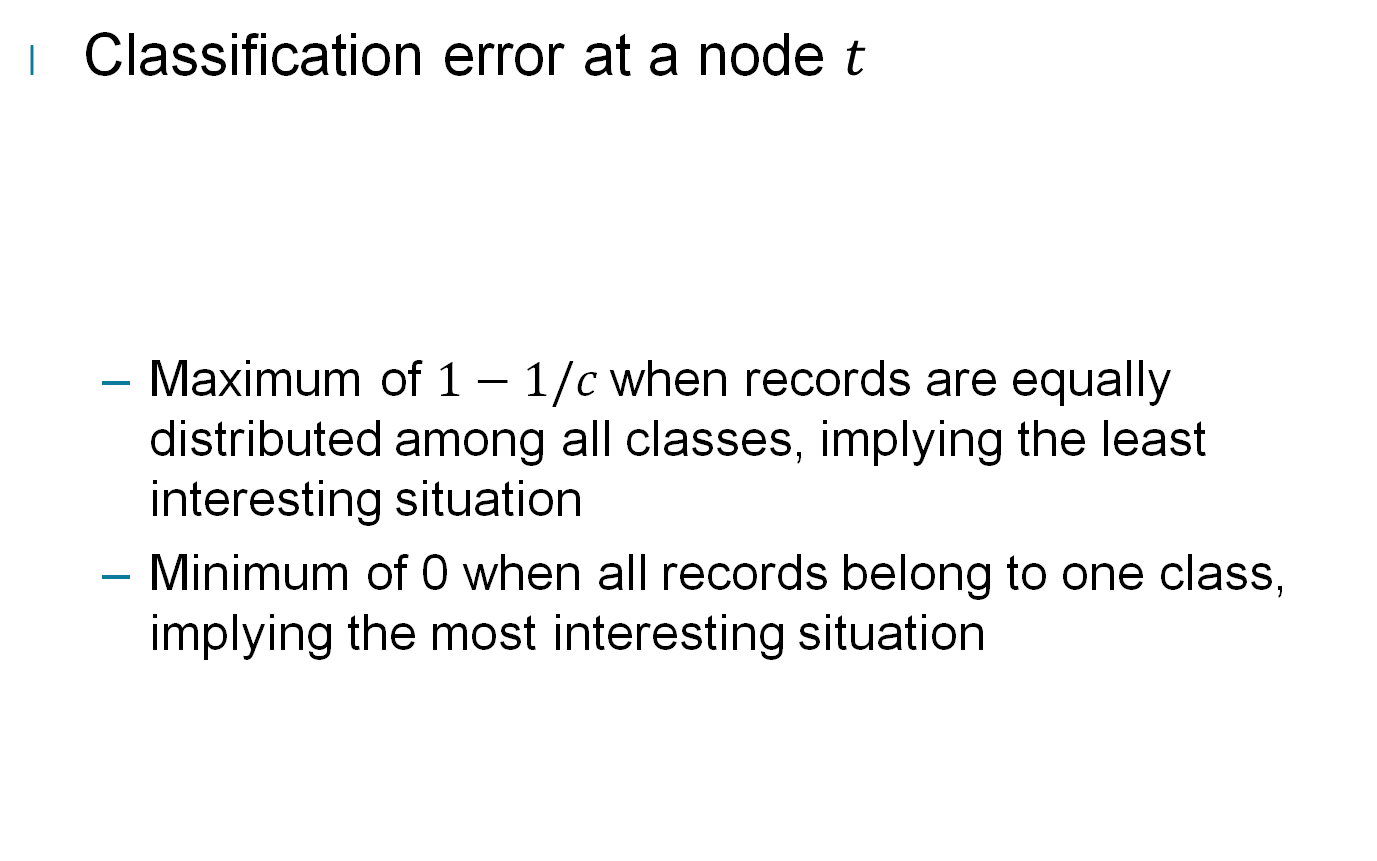 Classification error at a node 𝑡
– Maximum of 1 − 1/𝑐 when records are equally
distributed among all classes, implying the least
interesting situation
– Minimum of 0 when all records belong to one class,
implying the most interesting situation